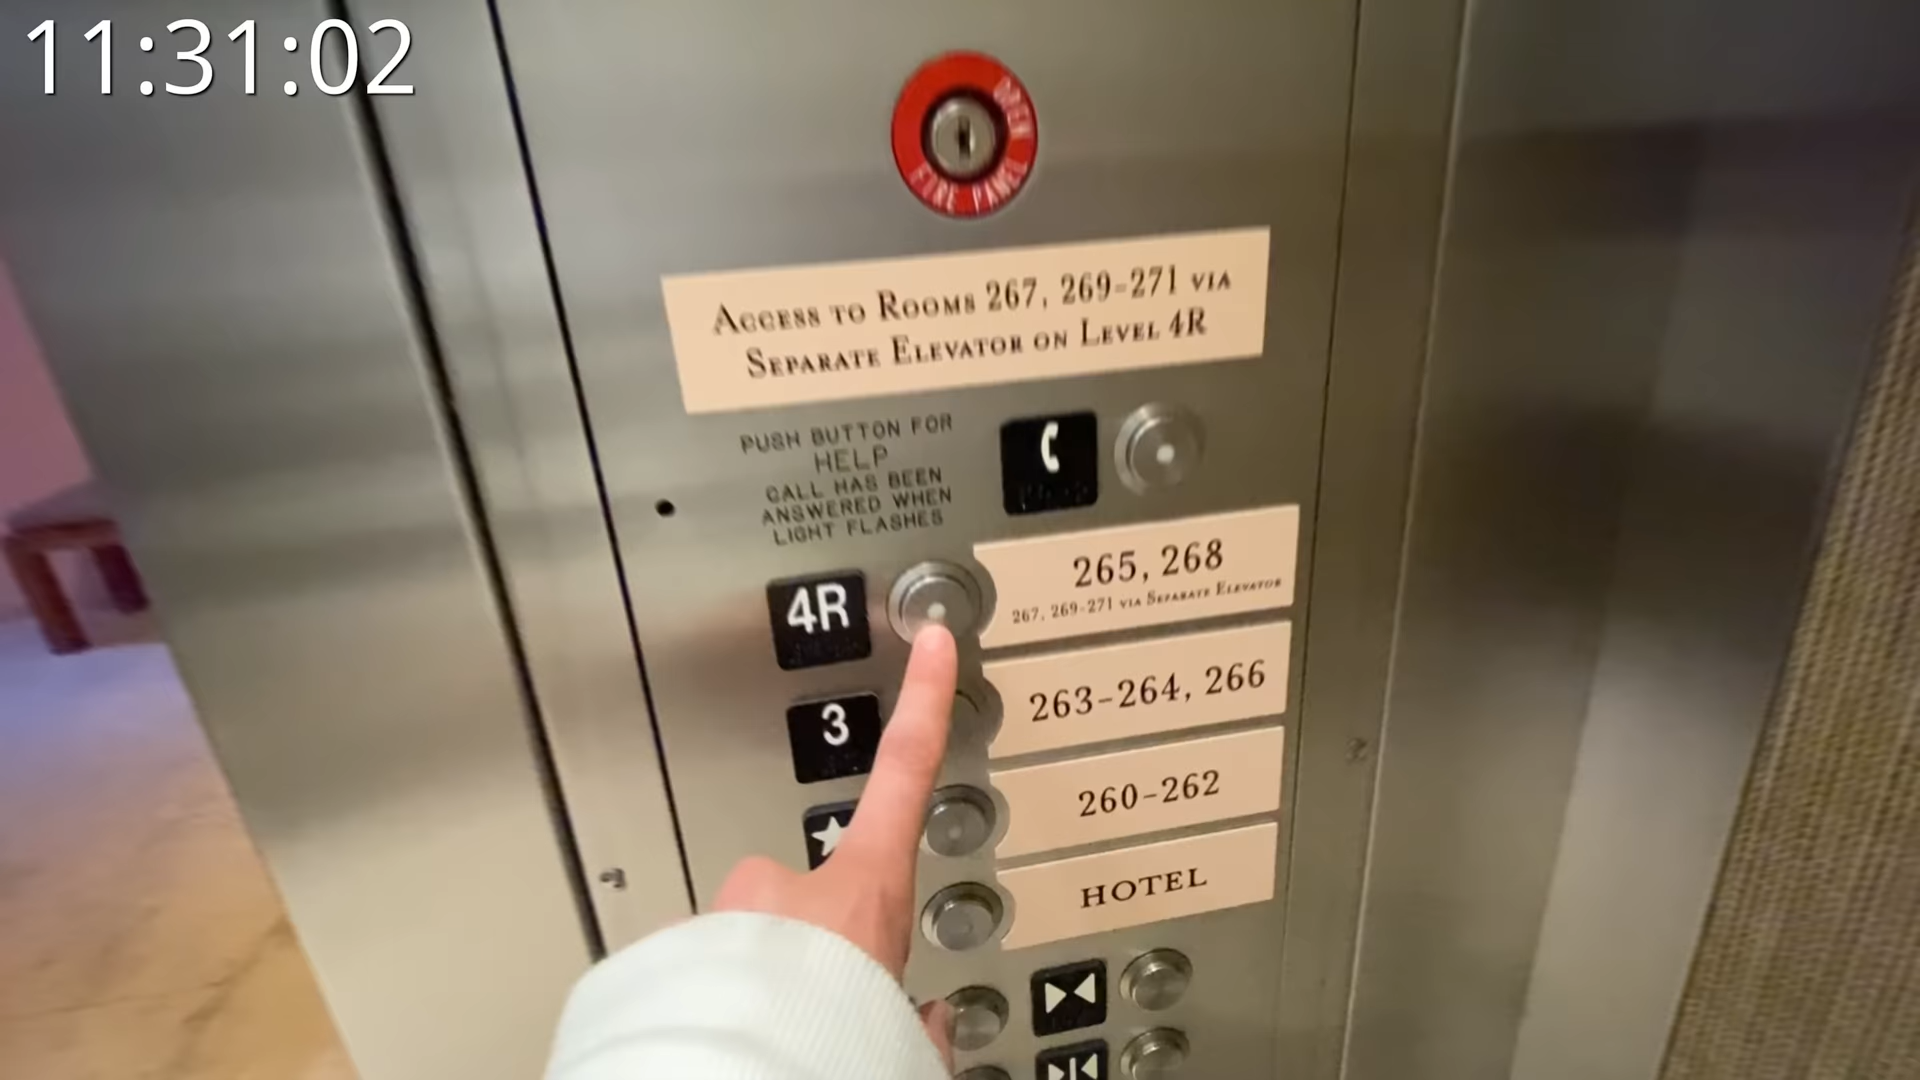 11:31:02
OPEN
FIRE PANEL
Access to Rooms 267, 269-271 via
Separate Elevator on Level 4R
PUSH BUTTON FOR
HELP
CALL HAS BEEN
ANSWERED WHEN
LIGHT FLASHES
4R
265, 268
267, 269-271 via Separate Elevator
3
263-264, 266
★
260-262
HOTEL